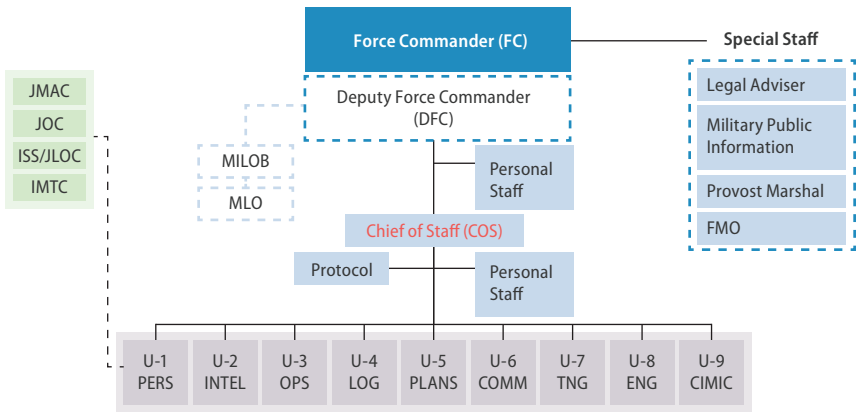 Force Commander (FC)
Special Staff
Deputy Force Commander
(DFC)
JMAC
JOC
ISS/JLOC
IMTC
Legal Adviser
Military Public
Information
Provost Marshal
FMO
MILOB
MLO
Personal
Staff
Chief of Staff (COS)
Protocol
Personal
Staff
U-1
PERS
U-2
INTEL
U-3
OPS
U-4
LOG
U-5
PLANS
U-6
COMM
U-7
TNG
U-8
ENG
U-9
CIMIC